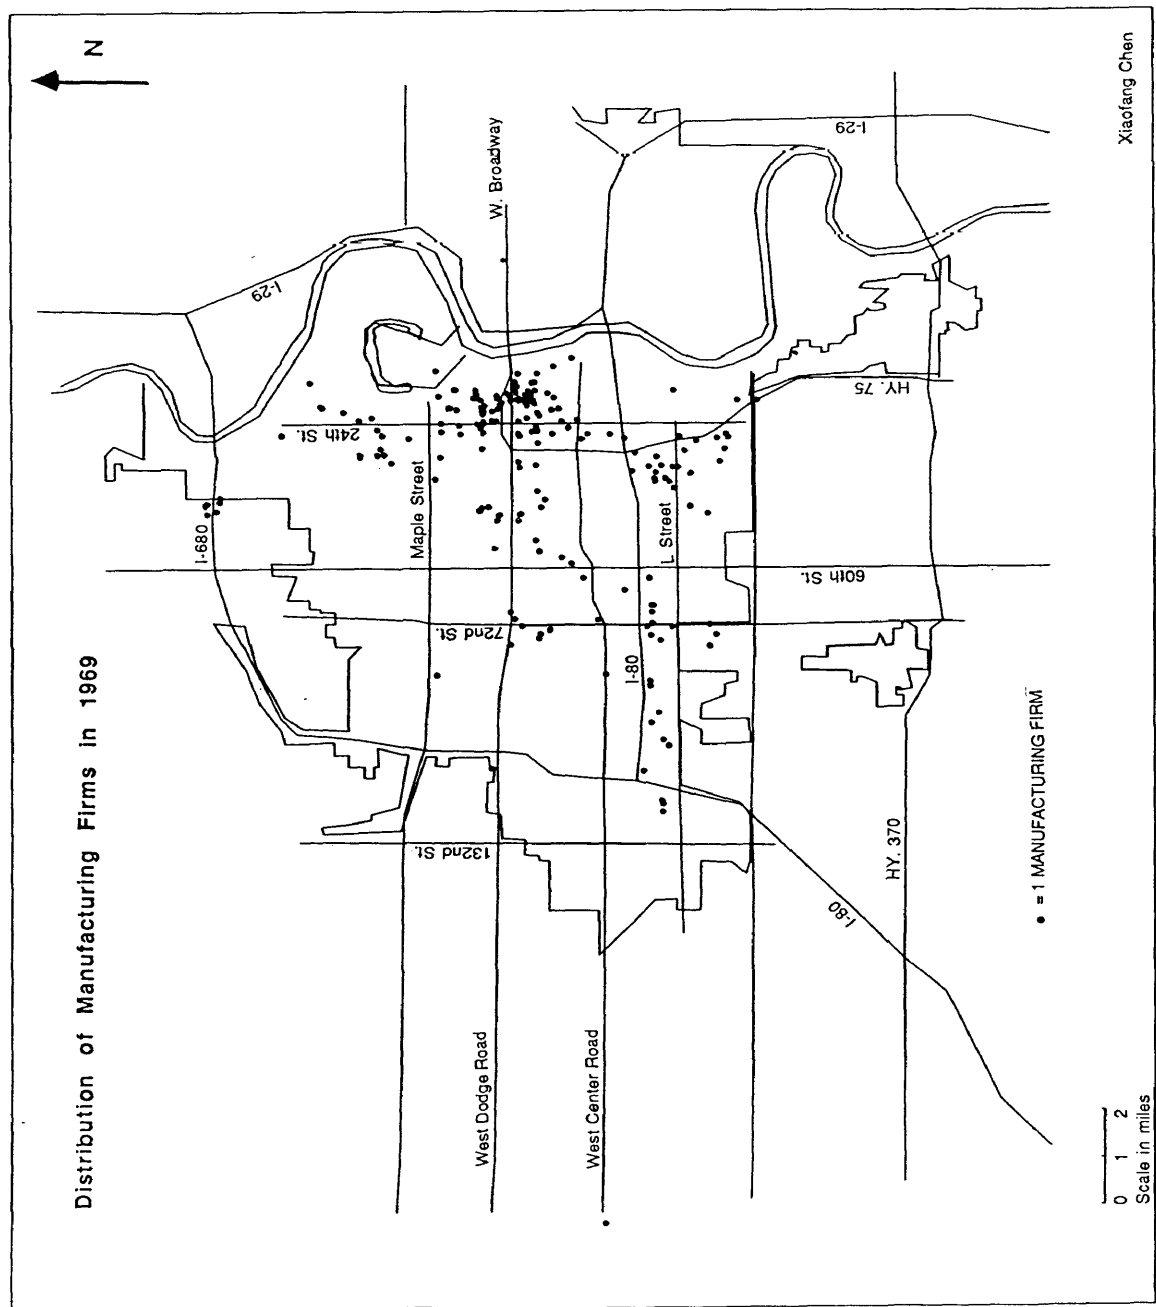 Distribution of Manufacturing Firms in 1969
N
I-29
I-680
24th St.
Maple Street
W. Broadway
72nd St.
60th St.
132nd St.
L Street
I-80
I-29
HY. 75
HY. 370
I-80
West Dodge Road
West Center Road
• = 1 MANUFACTURING FIRM
0 1 2
Scale in miles
Xiaofang Chen